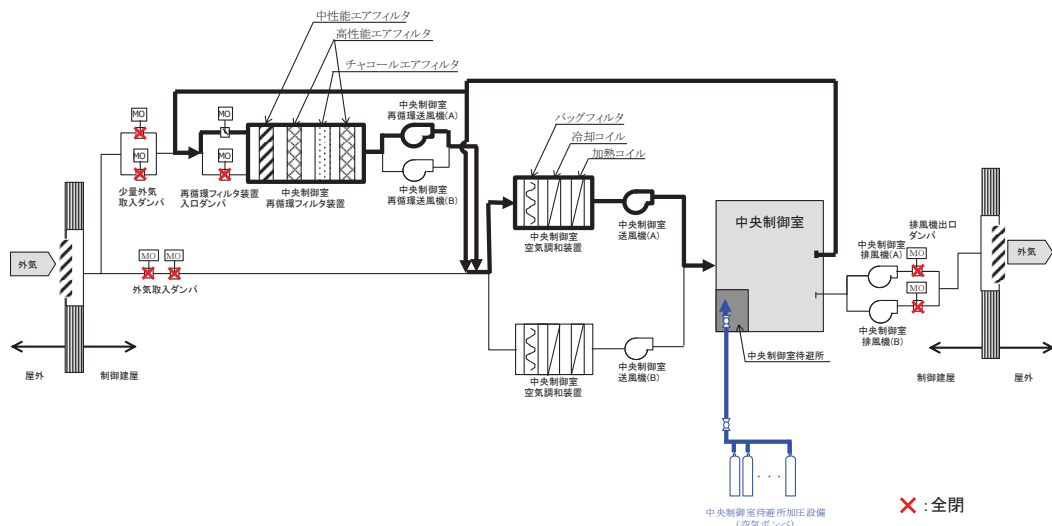 中性能エアフィルタ
高性能エアフィルタ
チャコールエアフィルタ
MO
MO
少量外気
取入ダンパ
MO
MO
再循環フィルタ装置
入口ダンパ
中央制御室
再循環フィルタ装置
中央制御室
再循環送風機(A)
中央制御室
再循環送風機(B)
外気
MO
MO
外気取入ダンパ
屋外
制御建屋
バッグフィルタ
冷却コイル
加熱コイル
中央制御室
空気調和装置
中央制御室
送風機(A)
中央制御室
空気調和装置
中央制御室
送風機(B)
中央制御室
中央制御室待避所
排風機出口
ダンパ
中央制御室
排風機(A)
MO
MO
中央制御室
排風機(B)
外気
制御建屋
屋外
・・・
中央制御室待避所加圧設備
(空気ボンベ)
:全閉